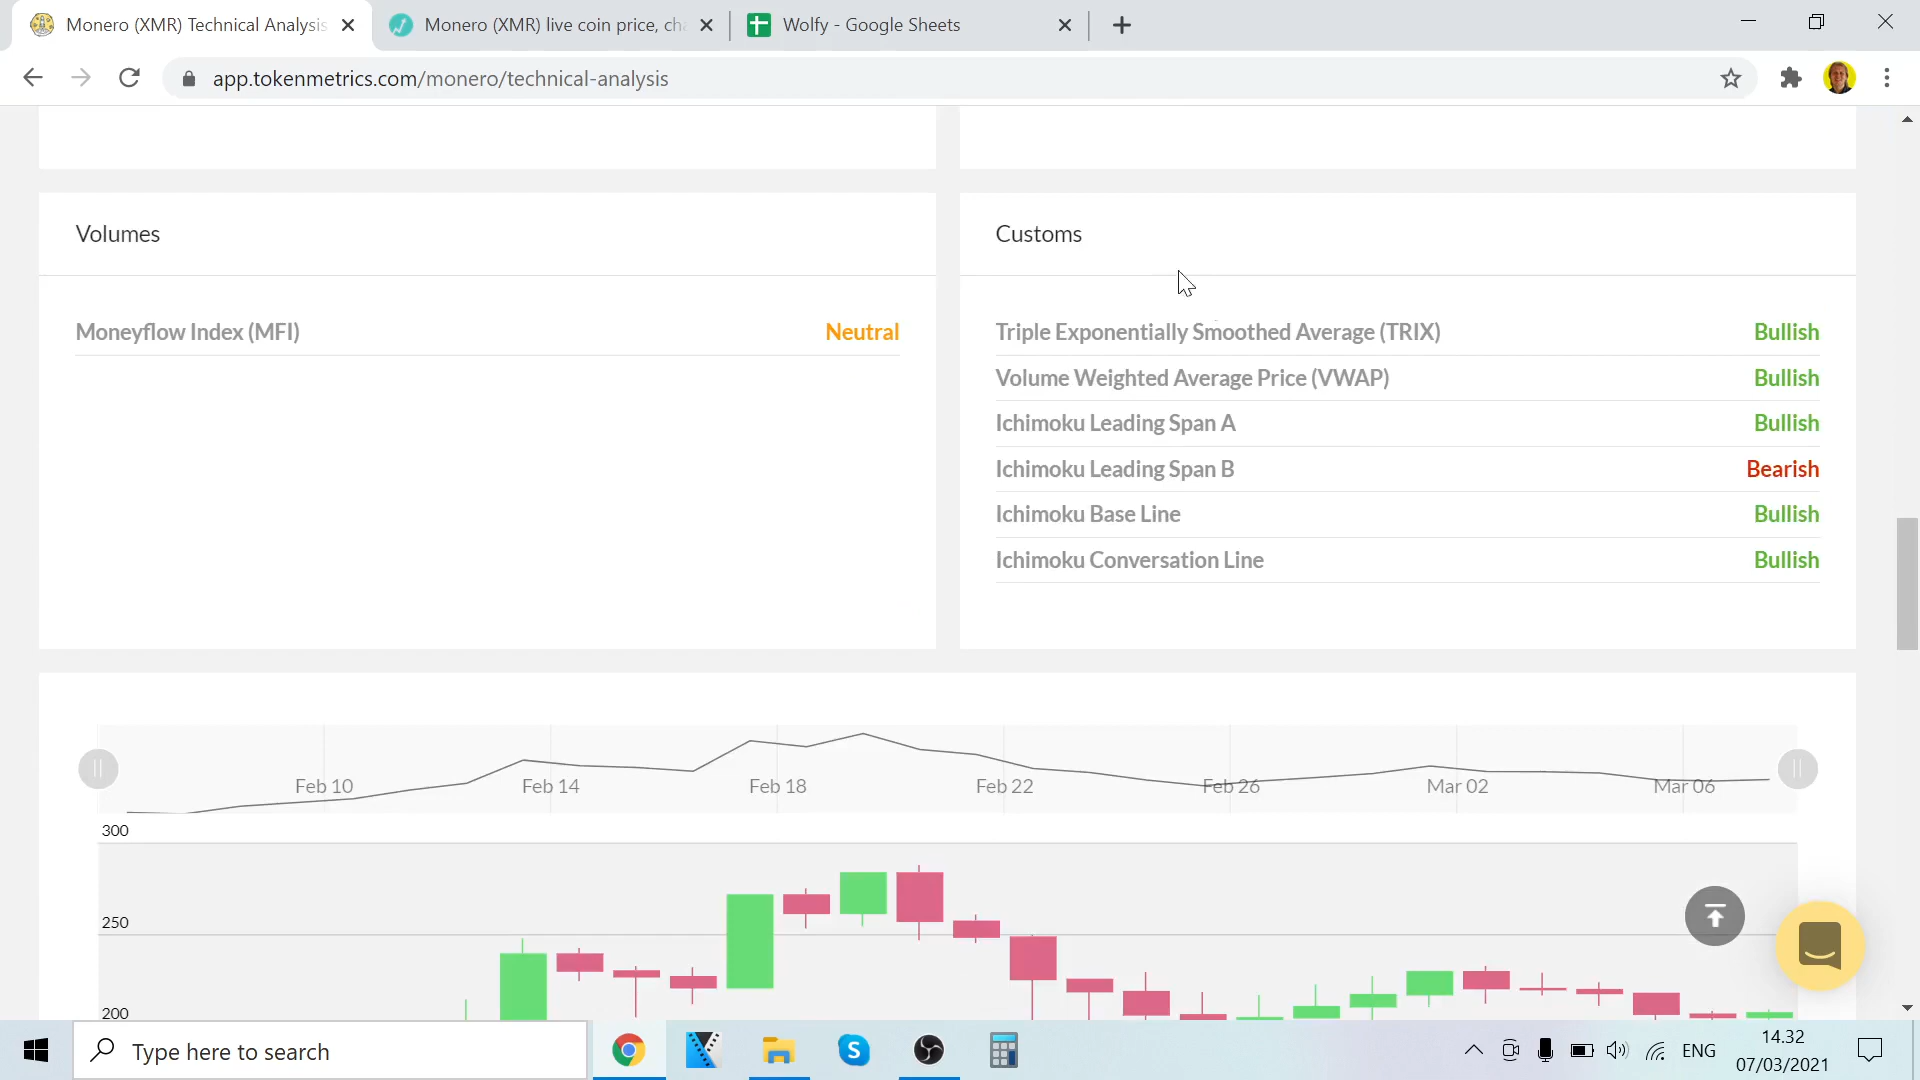 Monero (XMR) Technical Analysis
Monero (XMR) live coin price, cha
Wolfy - Google Sheets
app.tokenmetrics.com/monero/technical-analysis
Volumes
Moneyflow Index (MFI) Neutral
Customs
Triple Exponentially Smoothed Average (TRIX) Bullish
Volume Weighted Average Price (VWAP) Bullish
Ichimoku Leading Span A Bullish
Ichimoku Leading Span B Bearish
Ichimoku Base Line Bullish
Ichimoku Conversation Line Bullish
Feb 10 Feb 14 Feb 18 Feb 22 Feb 26 Mar 02 Mar 06
300
250
200
Type here to search
S
ENG
14.32
07/03/2021